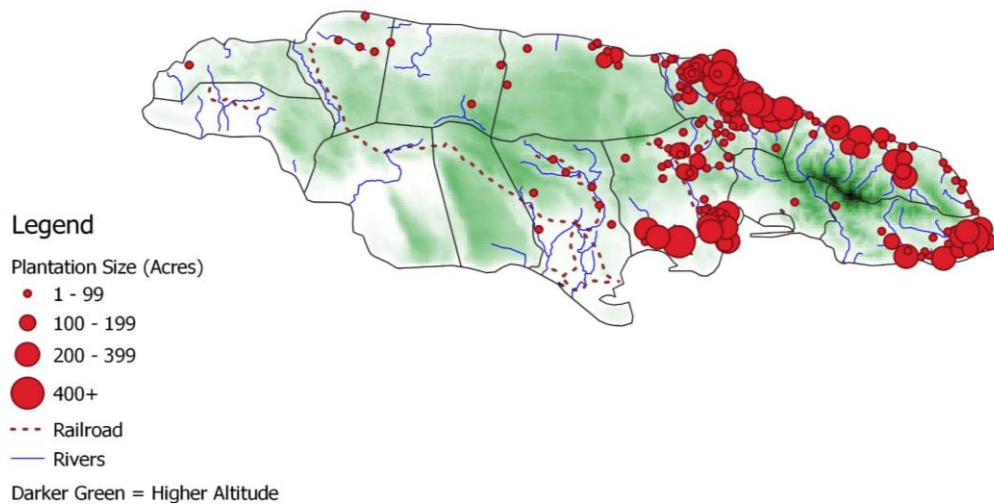 Legend
Plantation Size (Acres)
1 - 99
100 - 199
200 - 399
400+
Railroad
Rivers
Darker Green = Higher Altitude